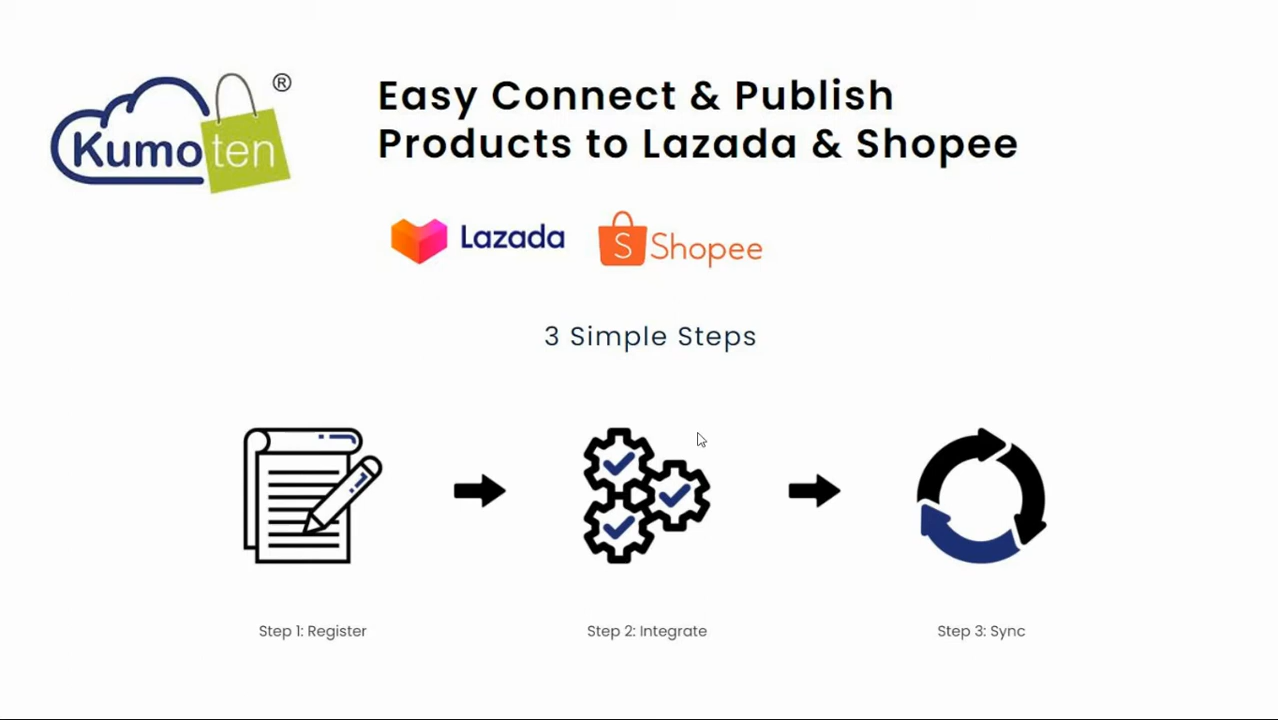 Kumoten®
Easy Connect & Publish
Products to Lazada & Shopee
Lazada
S Shopee
3 Simple Steps
Step 1: Register
Step 2: Integrate
Step 3: Sync